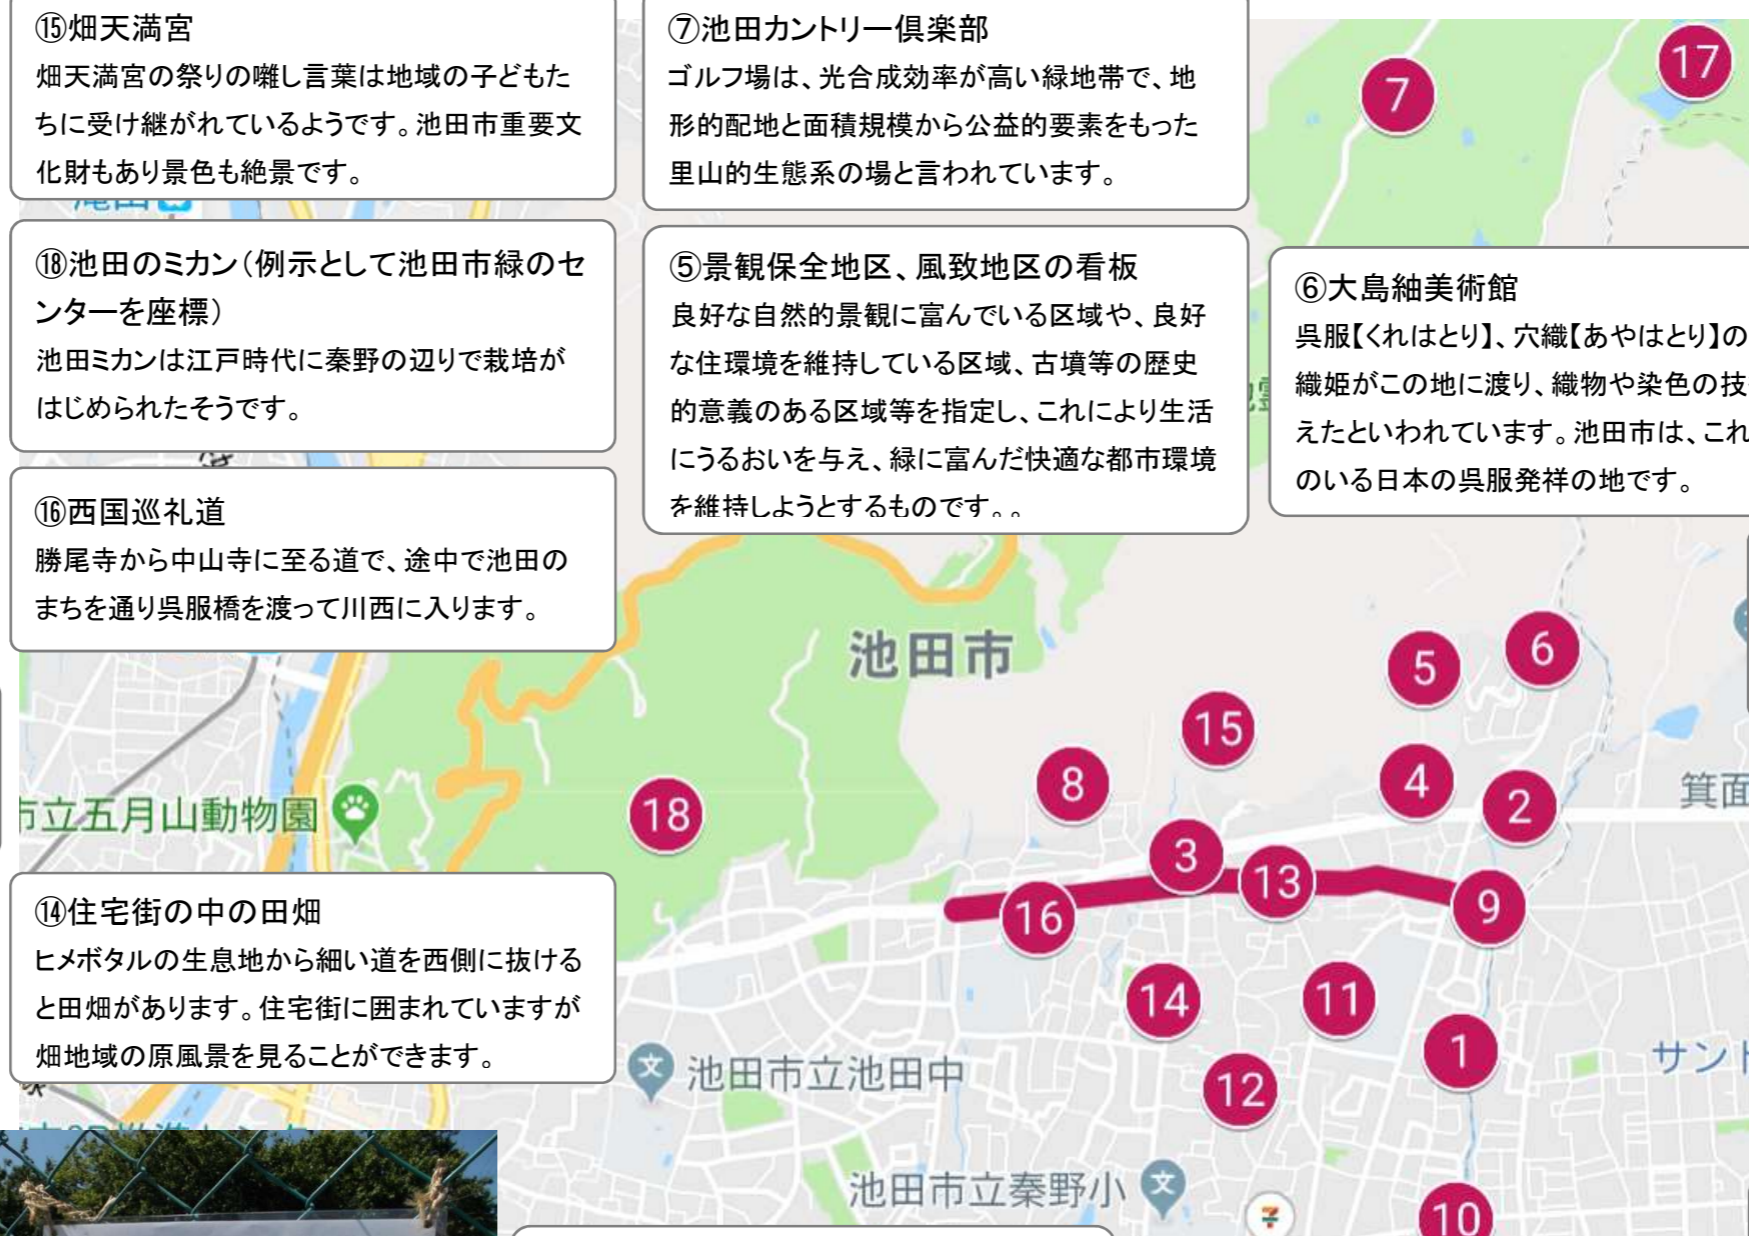 ⑮畑天満宮
畑天満宮の祭りの囃し言葉は地域の子どもた
ちに受け継がれているようです。池田市重要文
化財もあり景色も絶景です。
⑦池田カントリー倶楽部
ゴルフ場は、光合成効率が高い緑地帯で、地
形的配地と面積規模から公益的要素をもった
里山的生態系の場と言われています。
7
17
⑱池田のミカン(例示として池田市緑のセ
ンターを座標)
池田ミカンは江戸時代に秦野の辺りで栽培が
はじめられたそうです。
⑤景観保全地区、風致地区の看板
良好な自然的景観に富んでいる区域や、良好
な住環境を維持している区域、古墳等の歴史
的意義のある区域等を指定し、これにより生活
にうるおいを与え、緑に富んだ快適な都市環境
を維持しようとするものです。。
⑥大島紬美術館
呉服【くれはとり】、穴織【あやはとり】の
織姫がこの地に渡り、織物や染色の技
えたといわれています。池田市は、これ
のいる日本の呉服発祥の地です。
⑯西国巡礼道
勝尾寺から中山寺に至る道で、途中で池田の
まちを通り呉服橋を渡って川西に入ります。
池田市
5
6
15
8
4
2
箕面
市立五月山動物園
18
3
13
16
9
⑭住宅街の中の田畑
ヒメボタルの生息地から細い道を西側に抜ける
と田畑があります。住宅街に囲まれていますが
畑地域の原風景を見ることができます。
14
11
1
サント
文 池田市立池田中
12
池田市立秦野小 文
7
10